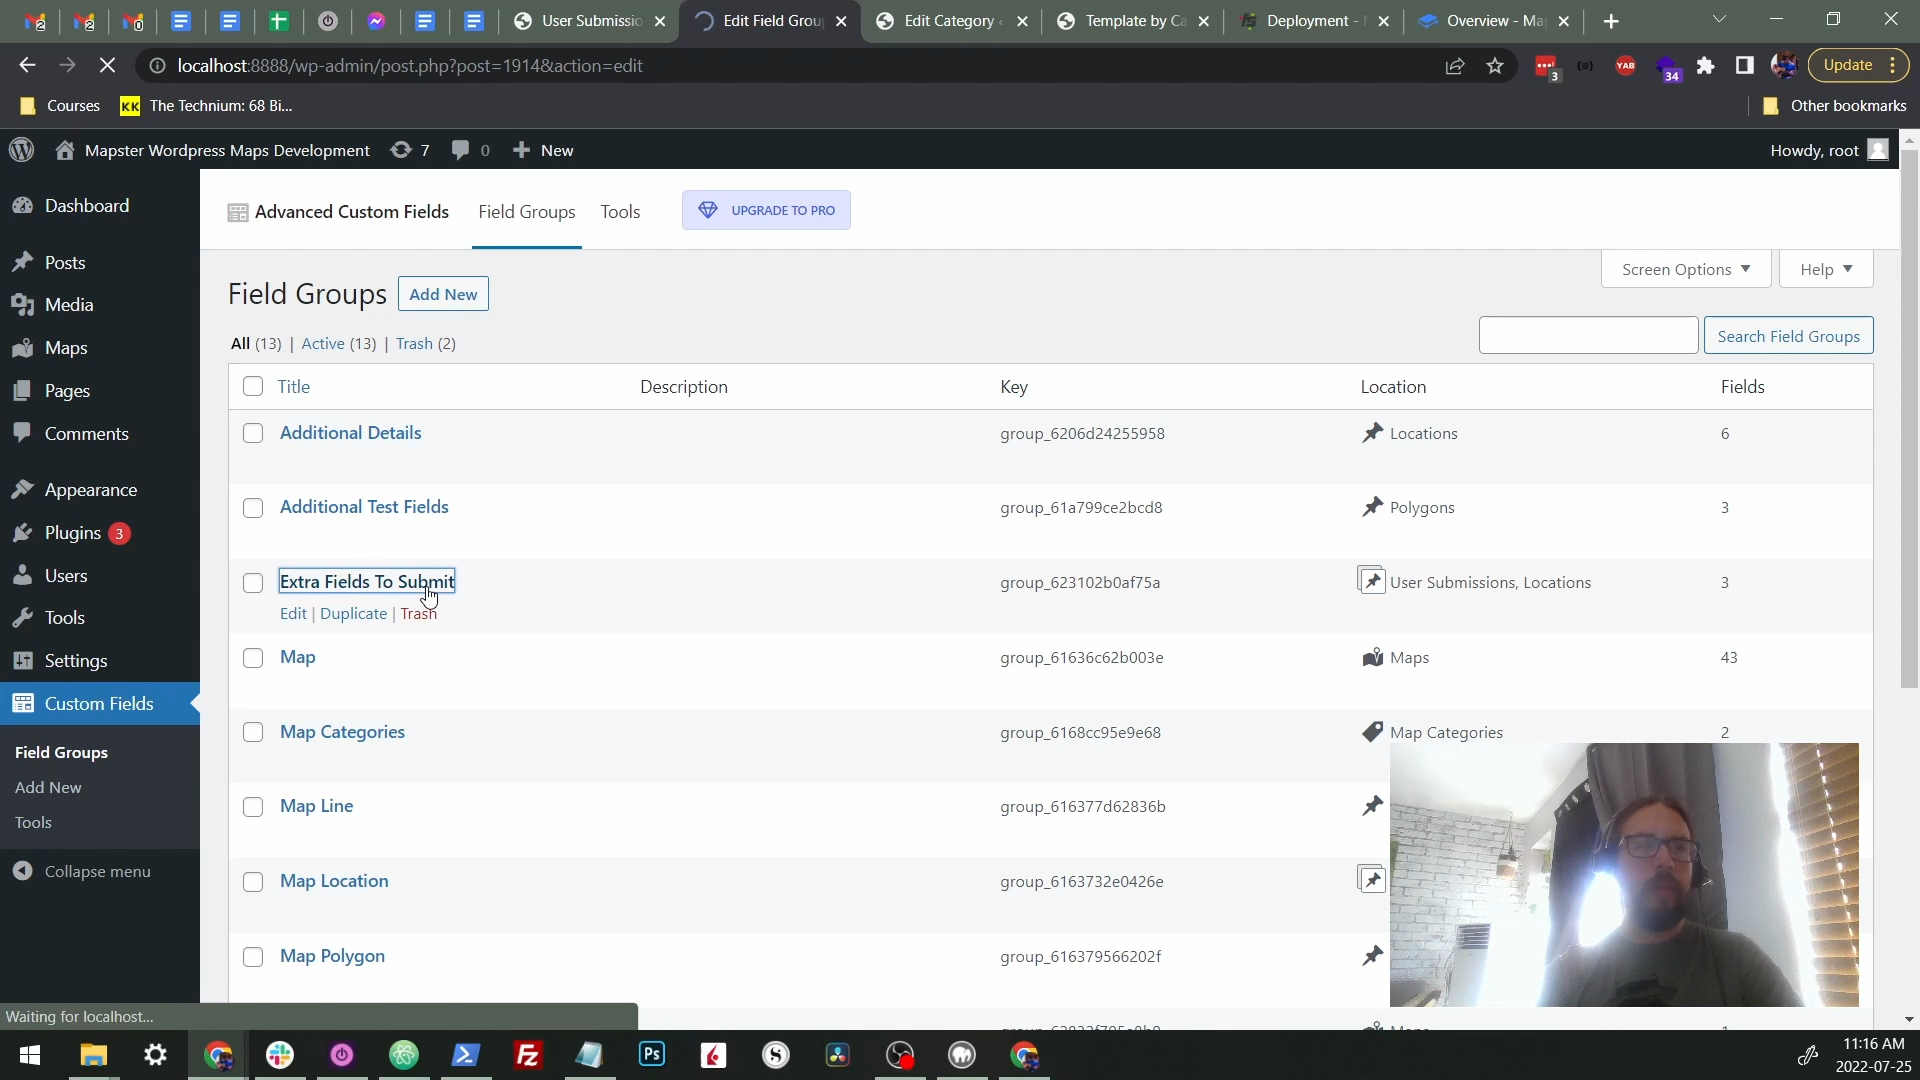 User Submissio
Edit Field Grou
Edit Category
Template by Ca
Deployment -
Overview - Ma
localhost:8888/wp-admin/post.php?post=1914&action=edit
3
YAB
34
Update
Courses
KK The Technium: 68 Bi...
Other bookmarks
Mapster Wordpress Maps Development
7
0
New
Howdy, root
Dashboard
Posts
Media
Maps
Pages
Comments
Appearance
Plugins 3
Users
Tools
Settings
Custom Fields
Field Groups
Add New
Tools
Collapse menu
Advanced Custom Fields
Field Groups
Tools
UPGRADE TO PRO
Screen Options
Help
Field Groups
Add New
All (13) | Active (13) | Trash (2)
Search Field Groups
Title Description Key Location Fields
Additional Details group_6206d24255958 Locations 6
Additional Test Fields group_61a799ce2bcd8 Polygons 3
Extra Fields To Submit group_623102b0af75a User Submissions, Locations 3
Edit | Duplicate | Trash
Map group_61636c62b003e Maps 43
Map Categories group_6168cc95e9e68 Map Categories 2
Map Line group_616377d62836b
Map Location group_6163732e0426e
Map Polygon group_616379566202f
Waiting for localhost...
Fz
Ps
11:16 AM
2022-07-25